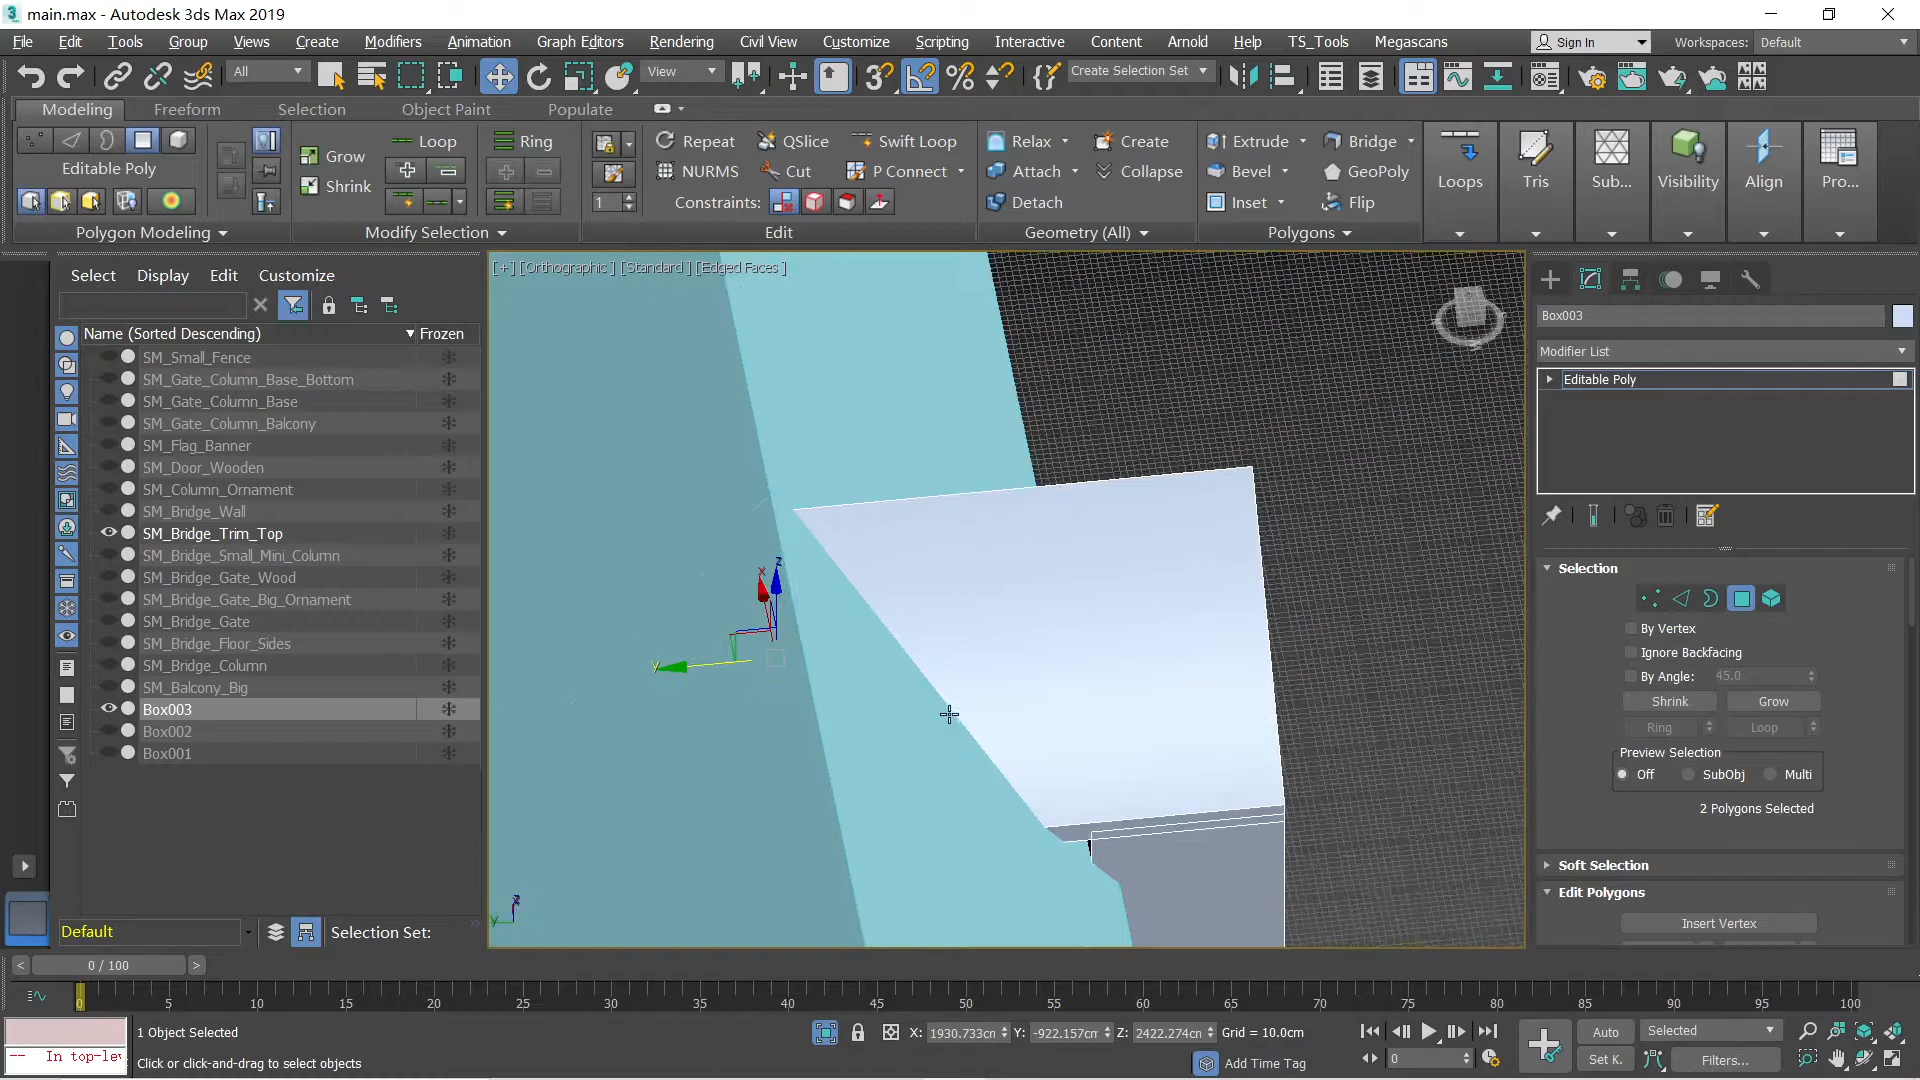 main.max - Autodesk 3ds Max 2019
File Edit Tools Group Views Create Modifiers Animation Graph Editors Rendering Civil View Customize Scripting Interactive Content Arnold Help TS_Tools Megascans Sign In Workspaces: Default
All View Create Selection Set
Modeling Freeform Selection Object Paint Populate
Loop Ring Repeat QSlice Swift Loop Relax Create Extrude Bridge
Editable Poly Grow NURMS Cut P Connect Attach Collapse Bevel GeoPoly Loops Tris Sub... Visibility Align Pro...
Shrink 1 Constraints: Detach Inset Flip
Polygon Modeling Modify Selection Edit Geometry (All) Polygons
Select Display Edit Customize
[+] [Orthographic ] [Standard ] [Edged Faces ]
Name (Sorted Descending) Frozen
SM_Small_Fence
SM_Gate_Column_Base_Bottom
SM_Gate_Column_Base
SM_Gate_Column_Balcony
SM_Flag_Banner
SM_Door_Wooden
SM_Column_Ornament
SM_Bridge_Wall
SM_Bridge_Trim_Top
SM_Bridge_Small_Mini_Column
SM_Bridge_Gate_Wood
SM_Bridge_Gate_Big_Ornament
SM_Bridge_Gate
SM_Bridge_Floor_Sides
SM_Bridge_Column
SM_Balcony_Big
Box003
Box002
Box001
z
x
y
z
y
Box003
Modifier List
Editable Poly
Selection
By Vertex
Ignore Backfacing
By Angle: 45.0
Shrink Grow
Ring Loop
Preview Selection
Off SubObj Multi
2 Polygons Selected
Soft Selection
Edit Polygons
Insert Vertex
Default Selection Set:
< 0 / 100 >
0 5 10 15 20 25 30 35 40 45 50 55 60 65 70 75 80 85 90 95 100
1 Object Selected X: 1930.733cm Y: -922.157cm Z: 2422.274cm Grid = 10.0cm Auto Selected
-- In top-lev Click or click-and-drag to select objects Add Time Tag 0 Set K. Filters...